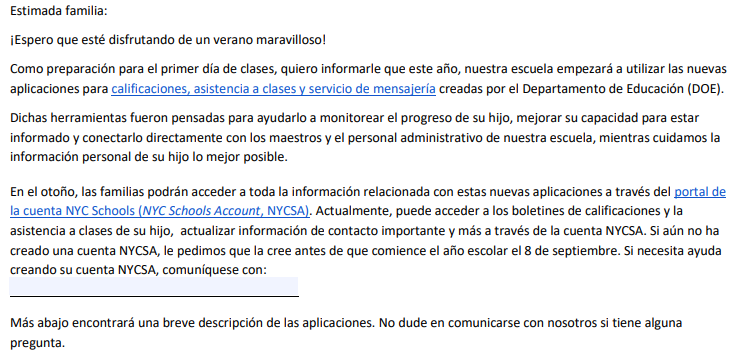 Estimada familia:
¡Espero que esté disfrutando de un verano maravilloso!
Como preparación para el primer día de clases, quiero informarle que este año, nuestra escuela empezará a utilizar las nuevas
aplicaciones para calificaciones, asistencia a clases y servicio de mensajería creadas por el Departamento de Educación (DOE).
Dichas herramientas fueron pensadas para ayudarlo a monitorear el progreso de su hijo, mejorar su capacidad para estar
informado y conectarlo directamente con los maestros y el personal administrativo de nuestra escuela, mientras cuidamos la
información personal de su hijo lo mejor posible.
En el otoño, las familias podrán acceder a toda la información relacionada con estas nuevas aplicaciones a través del portal de
la cuenta NYC Schools (NYC Schools Account, NYCSA). Actualmente, puede acceder a los boletines de calificaciones y la
asistencia a clases de su hijo, actualizar información de contacto importante y más a través de la cuenta NYCSA. Si aún no ha
creado una cuenta NYCSA, le pedimos que la cree antes de que comience el año escolar el 8 de septiembre. Si necesita ayuda
creando su cuenta NYCSA, comuníquese con:
Más abajo encontrará una breve descripción de las aplicaciones. No dude en comunicarse con nosotros si tiene alguna
pregunta.